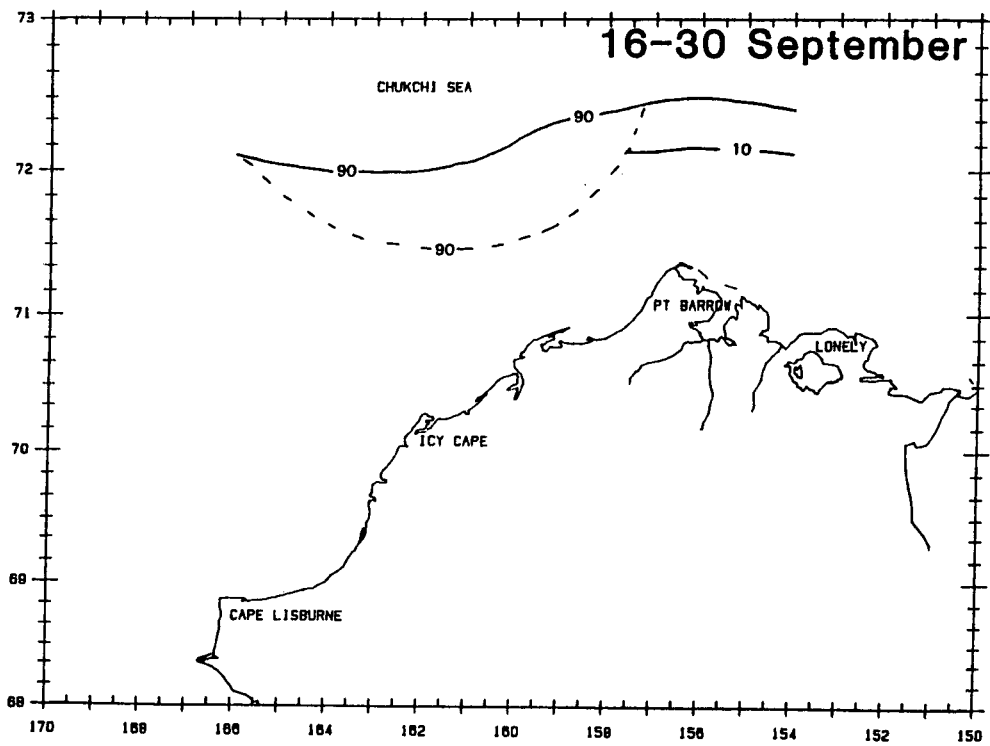 73
16-30 September
CHUKCHI SEA
90
10
72
90
90
71
PT BARROW
LONELY
70
ICY CAPE
69
CAPE LISBURNE
68
170 168 166 164 162 160 158 156 154 152 150